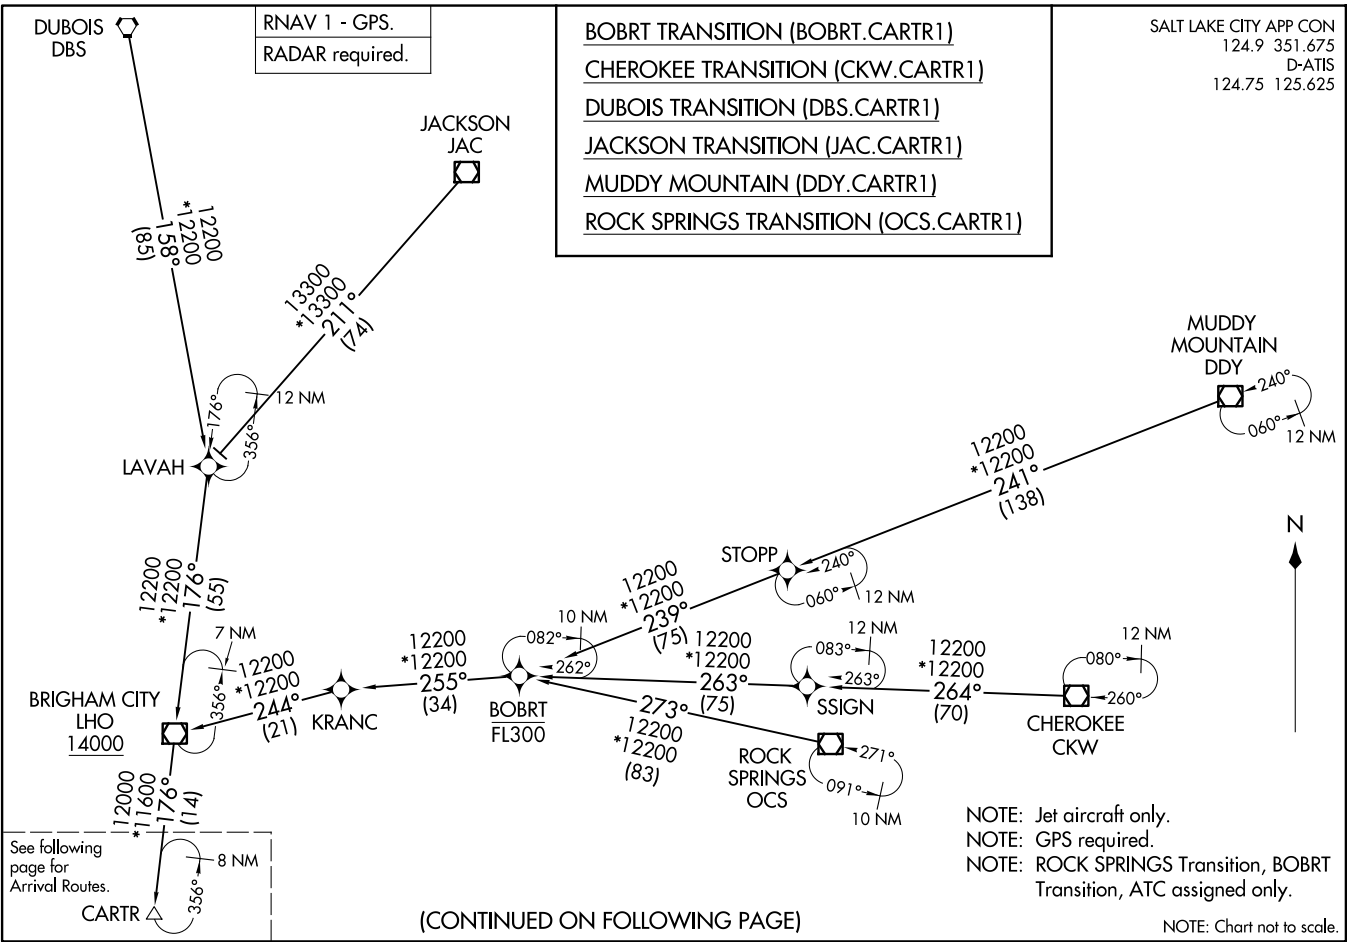 DUBOIS
DBS
RNAV 1 - GPS.
RADAR required.
BOBRT TRANSITION (BOBRT.CARTR1)
CHEROKEE TRANSITION (CKW.CARTR1)
DUBOIS TRANSITION (DBS.CARTR1)
JACKSON TRANSITION (JAC.CARTR1)
MUDDY MOUNTAIN (DDY.CARTR1)
ROCK SPRINGS TRANSITION (OCS.CARTR1)
SALT LAKE CITY APP CON
124.9 351.675
D-ATIS
124.75 125.625
JACKSON
JAC
12200
*12200
158°
(85)
13300
*13300
211°
(74)
MUDDY
MOUNTAIN
DDY
240°
060°
12 NM
176°
356°
12 NM
LAVAH
12200
*12200
241°
(138)
N
STOPP
240°
060°
12 NM
12200
*12200
176°
(55)
12200
*12200
239°
(75)
7 NM
356°
12200
*12200
244°
(21)
12200
*12200
255°
(34)
10 NM
082°
262°
12200
*12200
263°
(75)
12 NM
083°
263°
12200
*12200
264°
(70)
12 NM
080°
260°
BRIGHAM CITY
LHO
14000
KRANC
BOBRT
FL300
273°
12200
*12200
(83)
SSIGN
CHEROKEE
CKW
ROCK
SPRINGS
OCS
271°
091°
10 NM
12000
*11600
176°
(14)
NOTE: Jet aircraft only.
NOTE: GPS required.
NOTE: ROCK SPRINGS Transition, BOBRT
Transition, ATC assigned only.
See following
page for
Arrival Routes.
8 NM
356°
CARTR
(CONTINUED ON FOLLOWING PAGE)
NOTE: Chart not to scale.